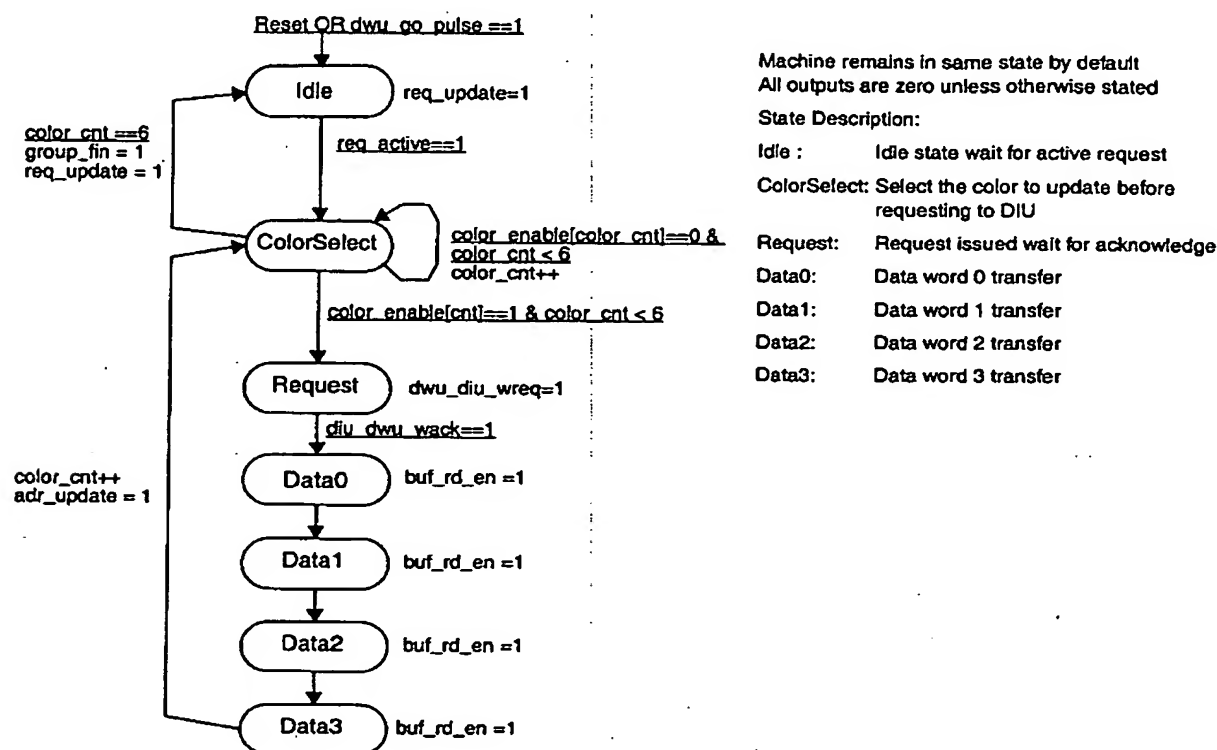 Reset OR dwu_go_pulse ==1
Idle
req_update=1
color_cnt ==6
group_fin = 1
req_update = 1
req_active==1
ColorSelect
color_enable[color_cnt]==0 &
color_cnt < 6
color_cnt++
color_enable[cnt]==1 & color_cnt < 6
Request
dwu_diu_wreq=1
diu_dwu_wack==1
color_cnt++
adr_update = 1
Data0
buf_rd_en =1
Data1
buf_rd_en =1
Data2
buf_rd_en =1
Data3
buf_rd_en =1
Machine remains in same state by default
All outputs are zero unless otherwise stated
State Description:
Idle : Idle state wait for active request
ColorSelect: Select the color to update before
requesting to DIU
Request: Request issued wait for acknowledge
Data0: Data word 0 transfer
Data1: Data word 1 transfer
Data2: Data word 2 transfer
Data3: Data word 3 transfer